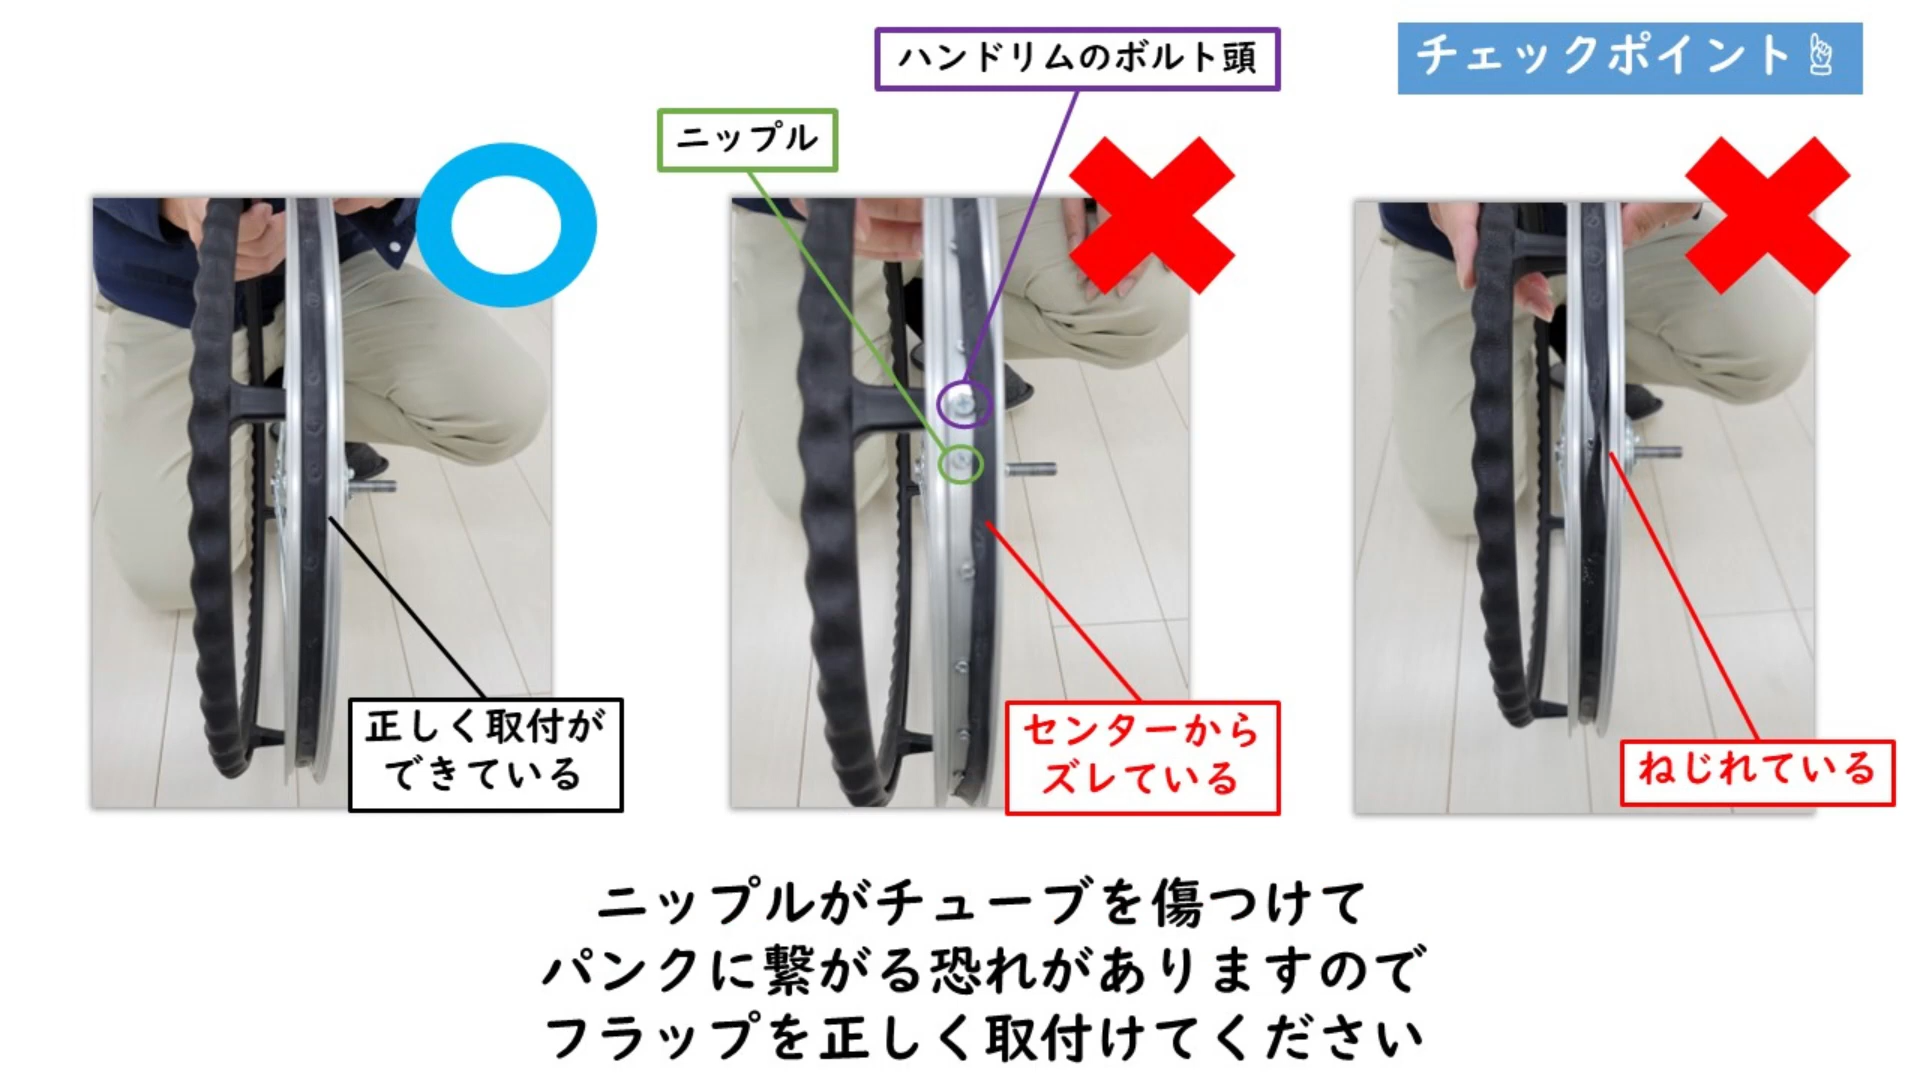 チェックポイント☝
ハンドリムのボルト頭
ニップル
正しく取付が
できている
センターから
ズレている
ねじれている
ニップルがチューブを傷つけて
パンクに繋がる恐れがありますので
フラップを正しく取付けてください